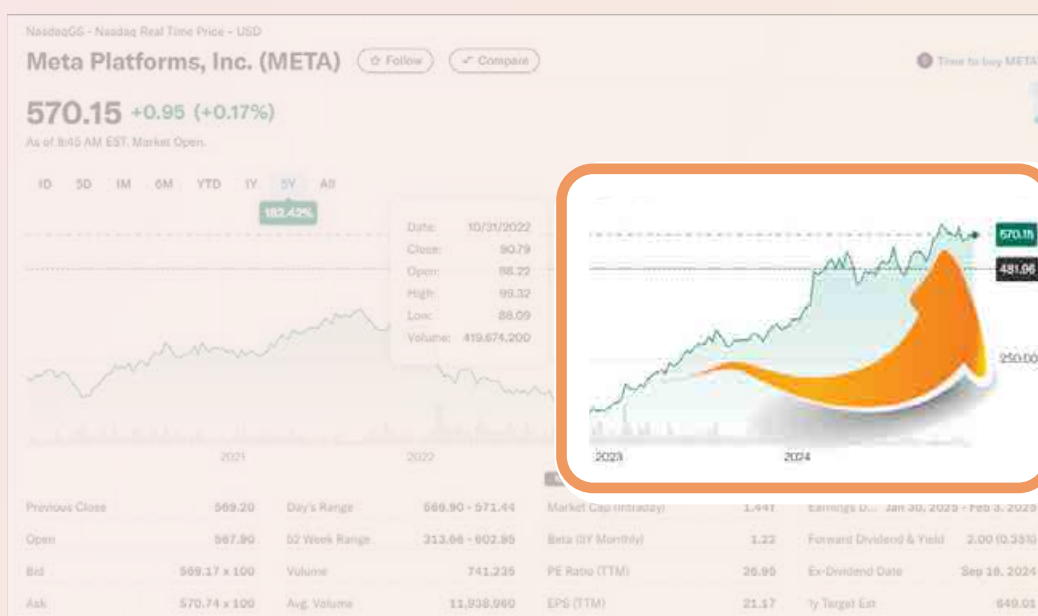 NasdaqGS - Nasdaq Real Time Price - USD
Meta Platforms, Inc. (META) Follow Compare
Time to buy META
570.15 +0.95 (+0.17%)
As of 8:45 AM EST. Market Open.
1D 5D 1M 6M YTD 1Y 5Y All
182.42%
Date: 10/31/2022
Close: 90.79
Open: 98.22
High: 99.32
Low: 88.09
Volume: 419,674,200
570.15
481.96
250.00
2021 2022 2023 2024
Previous Close 569.20 Day's Range 566.90 - 571.44 Market Cap (intraday) 1.44T Earnings D... Jan 30, 2025 - Feb 3, 2025
Open 567.90 52 Week Range 313.66 - 602.95 Beta (5Y Monthly) 1.22 Forward Dividend & Yield 2.00 (0.35%)
Bid 569.17 x 100 Volume 741,235 PE Ratio (TTM) 26.95 Ex-Dividend Date Sep 16, 2024
Ask 570.74 x 100 Avg. Volume 11,938,960 EPS (TTM) 21.17 1y Target Est 649.01